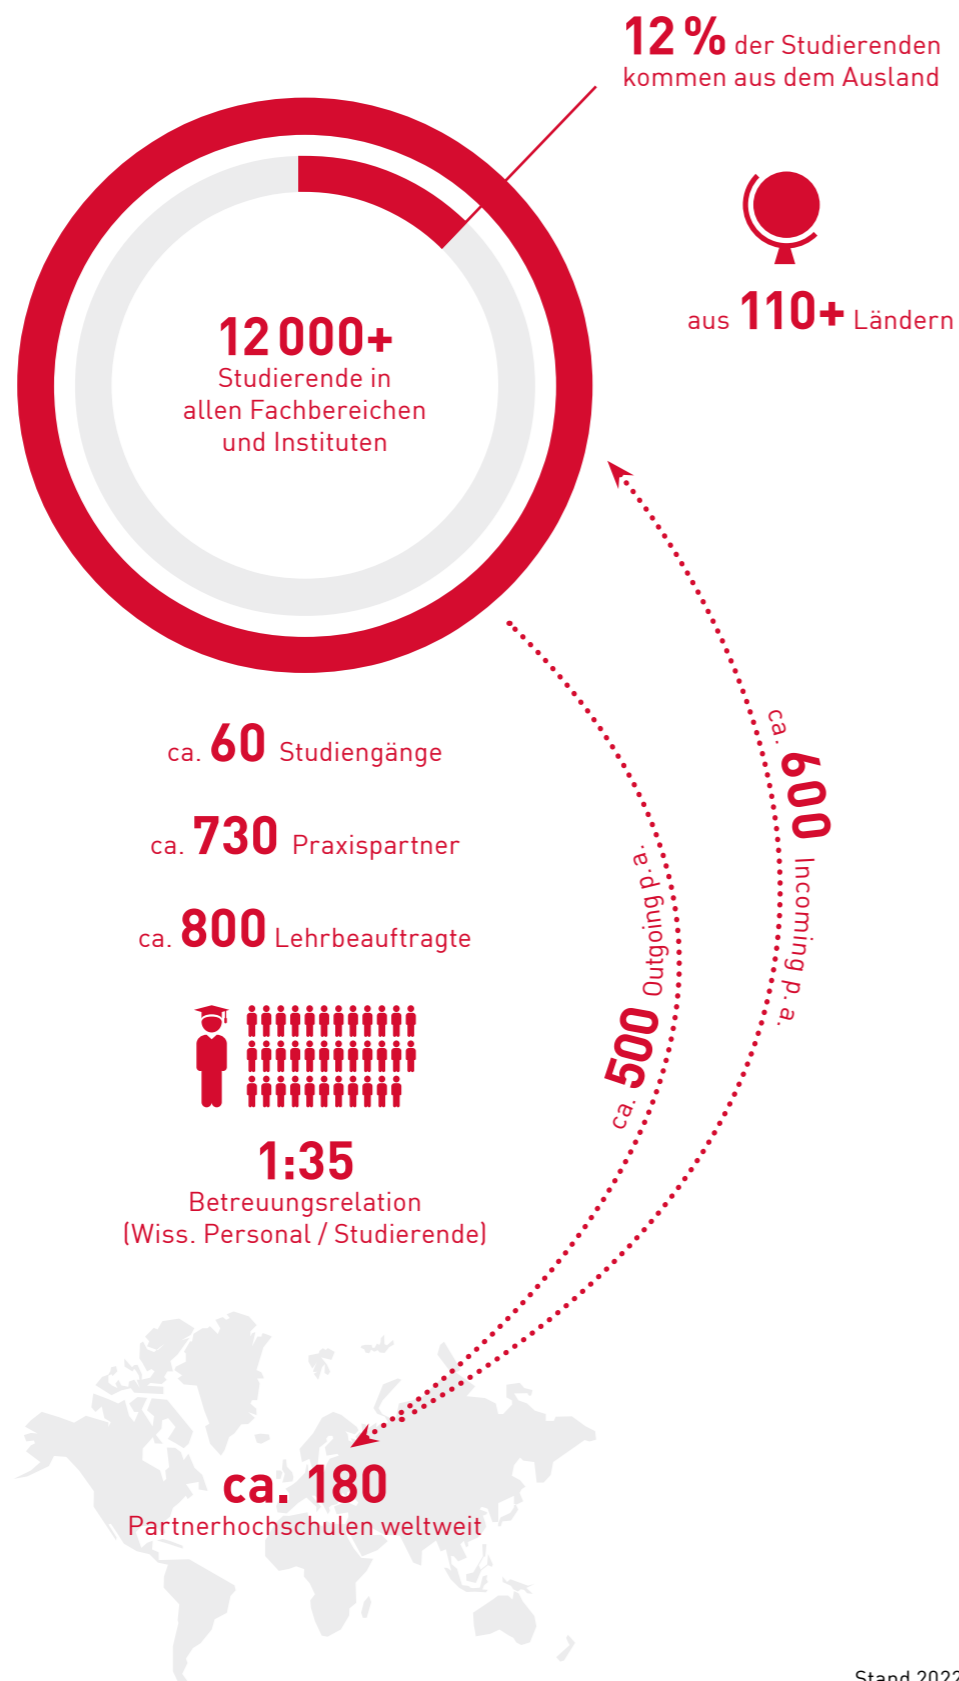 12 % der Studierenden
kommen aus dem Ausland
aus 110+ Ländern
12 000+
Studierende in
allen Fachbereichen
und Instituten
ca. 60 Studiengänge
ca. 730 Praxispartner
ca. 800 Lehrbeauftragte
1:35
Betreuungsrelation
(Wiss. Personal / Studierende)
ca. 500 Outgoing p. a.
ca. 600 Incoming p. a.
ca. 180
Partnerhochschulen weltweit
Stand 2022